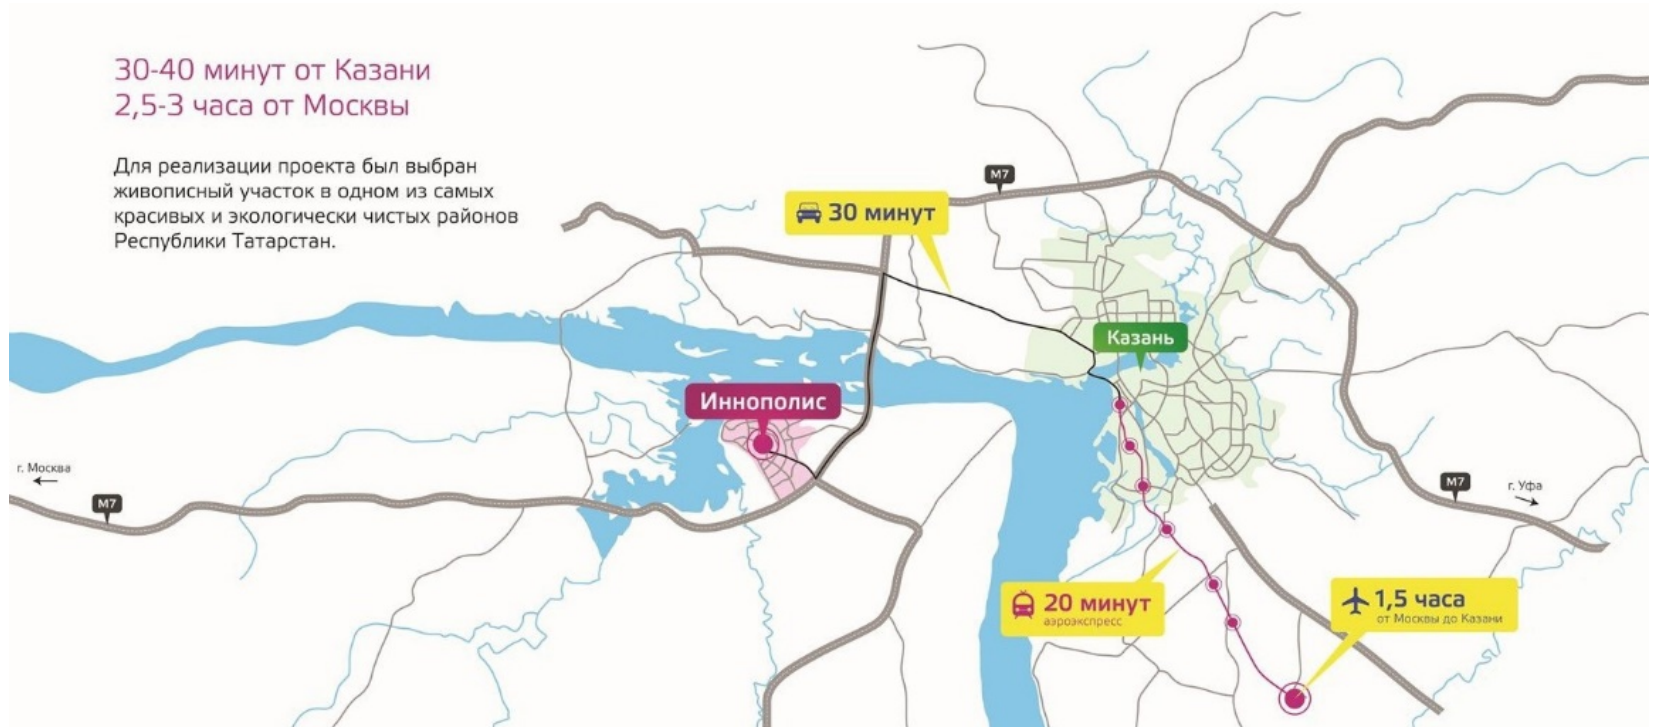 30-40 минут от Казани
2,5-3 часа от Москвы
Для реализации проекта был выбран
живописный участок в одном из самых
красивых и экологически чистых районов
Республики Татарстан.
М7
30 минут
Казань
Иннополис
г. Москва
М7
М7
г. Уфа
20 минут
аэроэкспресс
1,5 часа
от Москвы до Казани